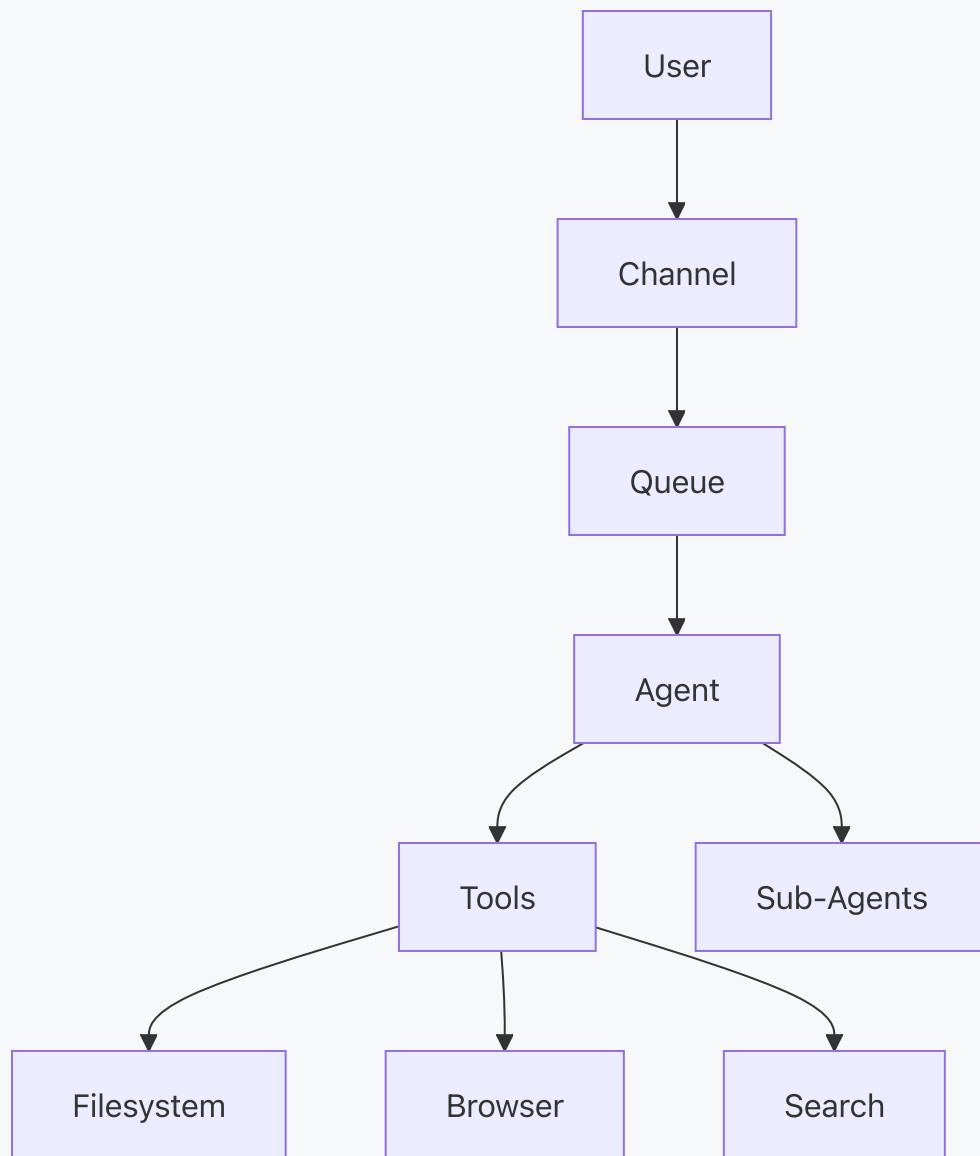 User
Channel
Queue
Agent
Tools
Sub-Agents
Filesystem
Browser
Search